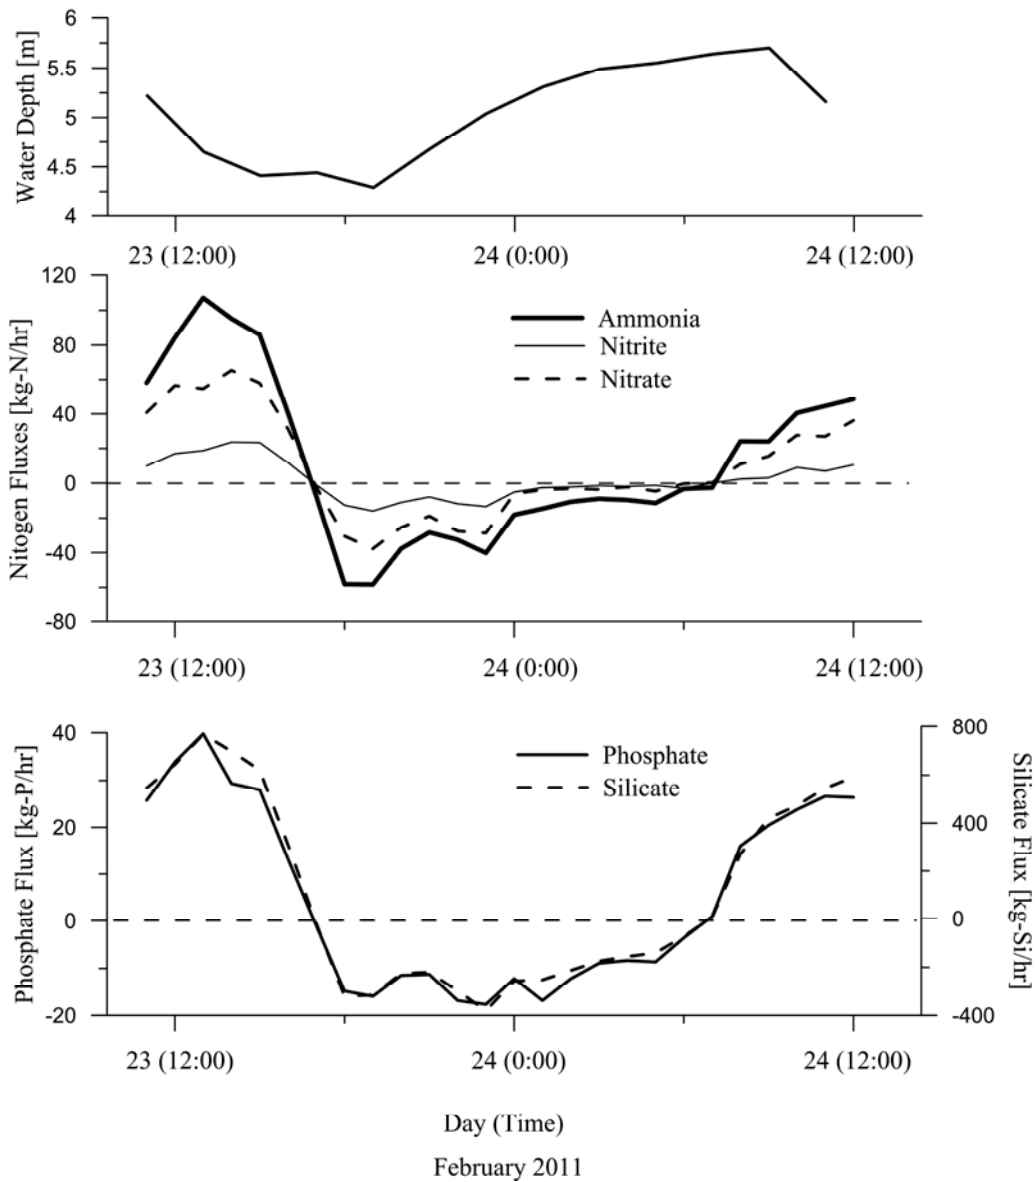 Water Depth [m]
6
5.5
5
4.5
4
23 (12:00)
24 (0:00)
24 (12:00)
Nitogen Fluxes [kg-N/hr]
120
80
40
0
-40
-80
Ammonia
Nitrite
Nitrate
23 (12:00)
24 (0:00)
24 (12:00)
Phosphate Flux [kg-P/hr]
40
20
0
-20
Phosphate
Silicate
800
400
0
-400
Silicate Flux [kg-Si/hr]
23 (12:00)
24 (0:00)
24 (12:00)
Day (Time)
February 2011